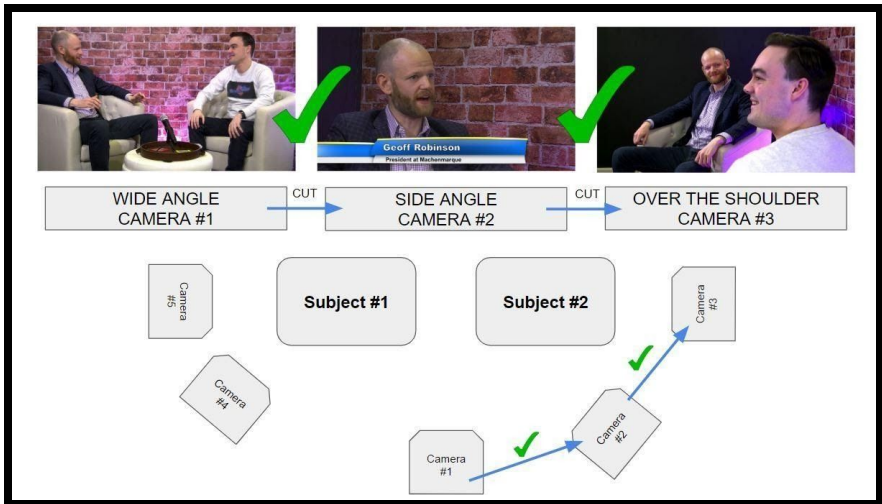 Geoff Robinson
President at Machenmarque
WIDE ANGLE
CAMERA #1
CUT
SIDE ANGLE
CAMERA #2
CUT
OVER THE SHOULDER
CAMERA #3
Camera
#5
Subject #1
Subject #2
Camera
#3
Camera
#4
Camera
#2
Camera
#1